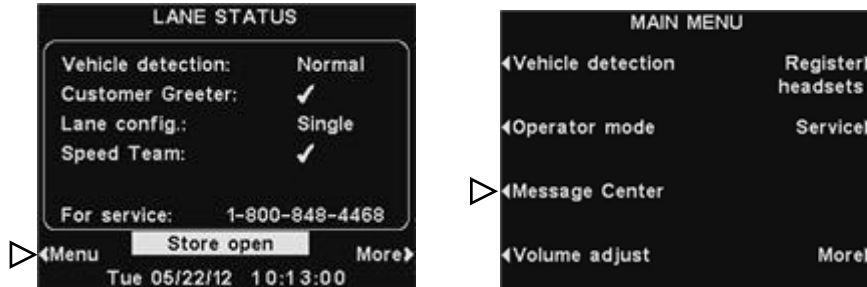 LANE STATUS
Vehicle detection: Normal
Customer Greeter: ✓
Lane config.: Single
Speed Team: ✓
For service: 1-800-848-4468
Store open
Menu More
Tue 05/22/12 10:13:00
MAIN MENU
Vehicle detection Register
headsets
Operator mode Service
Message Center
Volume adjust More